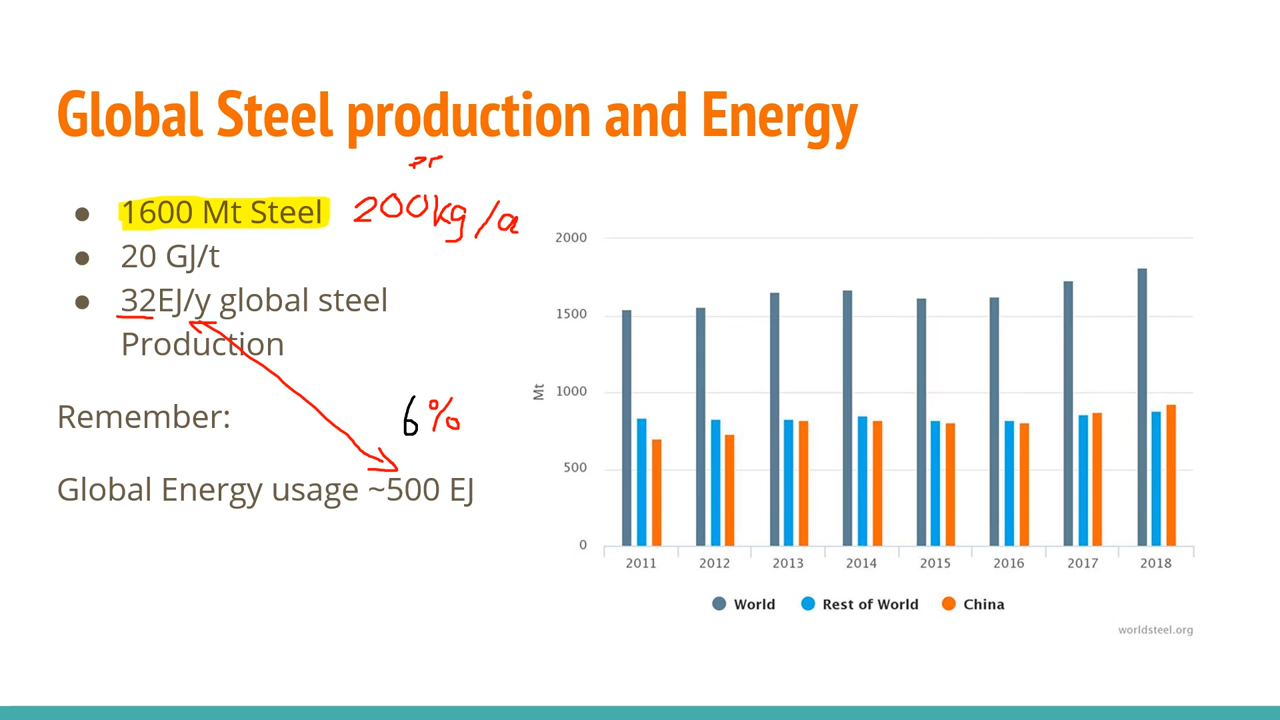 Global Steel production and Energy
● 1600 Mt Steel 200kg/a
● 20 GJ/t
● 32EJ/y global steel
Production
Remember: 6%
Global Energy usage ~500 EJ
2000
1500
1000
500
0
Mt
2011 2012 2013 2014 2015 2016 2017 2018
World Rest of World China
worldsteel.org